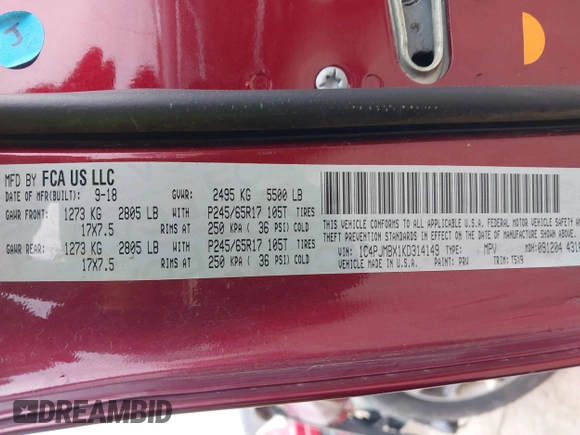 J
MFD BY FCA US LLC
DATE OF MFR(BUILT): 9-18 GVWR: 2495 KG 5500 LB
GAWR FRONT: 1273 KG 2805 LB WITH P245/65R17 105T TIRES
17X7.5 RIMS AT 250 KPA ( 36 PSI) COLD
GAWR REAR: 1273 KG 2805 LB WITH P245/65R17 105T TIRES
17X7.5 RIMS AT 250 KPA ( 36 PSI) COLD
THIS VEHICLE CONFORMS TO ALL APPLICABLE U.S.A. FEDERAL MOTOR
THEFT PREVENTION STANDARDS IN EFFECT ON THE DATE OF MANUFACTURE SHOWN
VIN: 1C4PJMBX1KD314149 TYPE: MPV MDH: 091204 431
VEHICLE MADE IN U.S.A. PAINT: PRV TRIM: T5X9
DREAMBID